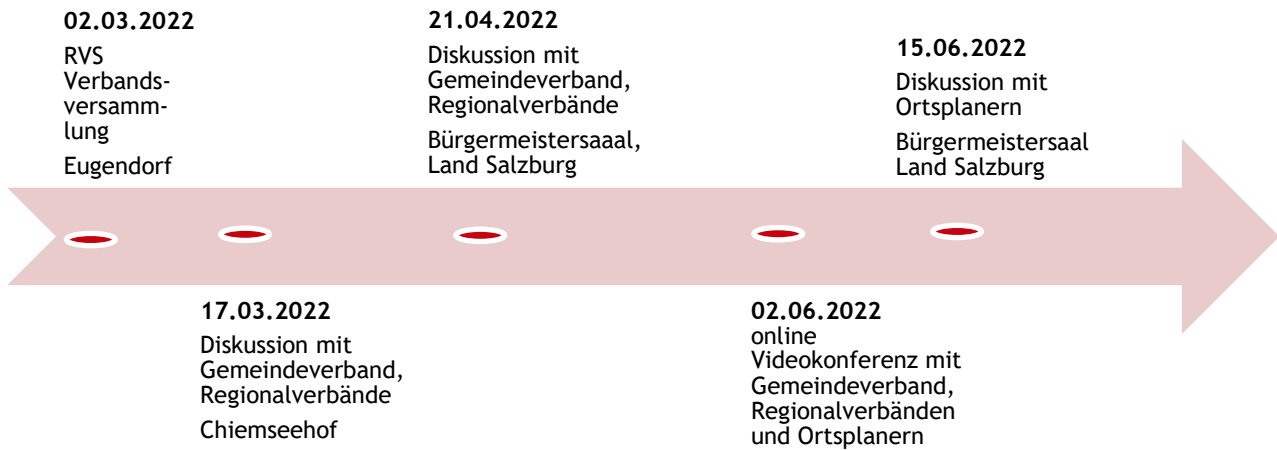 02.03.2022
RVS
Verbands-
versamm-
lung
Eugendorf
21.04.2022
Diskussion mit
Gemeindeverband,
Regionalverbände
Bürgermeistersaaal,
Land Salzburg
15.06.2022
Diskussion mit
Ortsplanern
Bürgermeistersaal
Land Salzburg
17.03.2022
Diskussion mit
Gemeindeverband,
Regionalverbände
Chiemseehof
02.06.2022
online
Videokonferenz mit
Gemeindeverband,
Regionalverbänden
und Ortsplanern